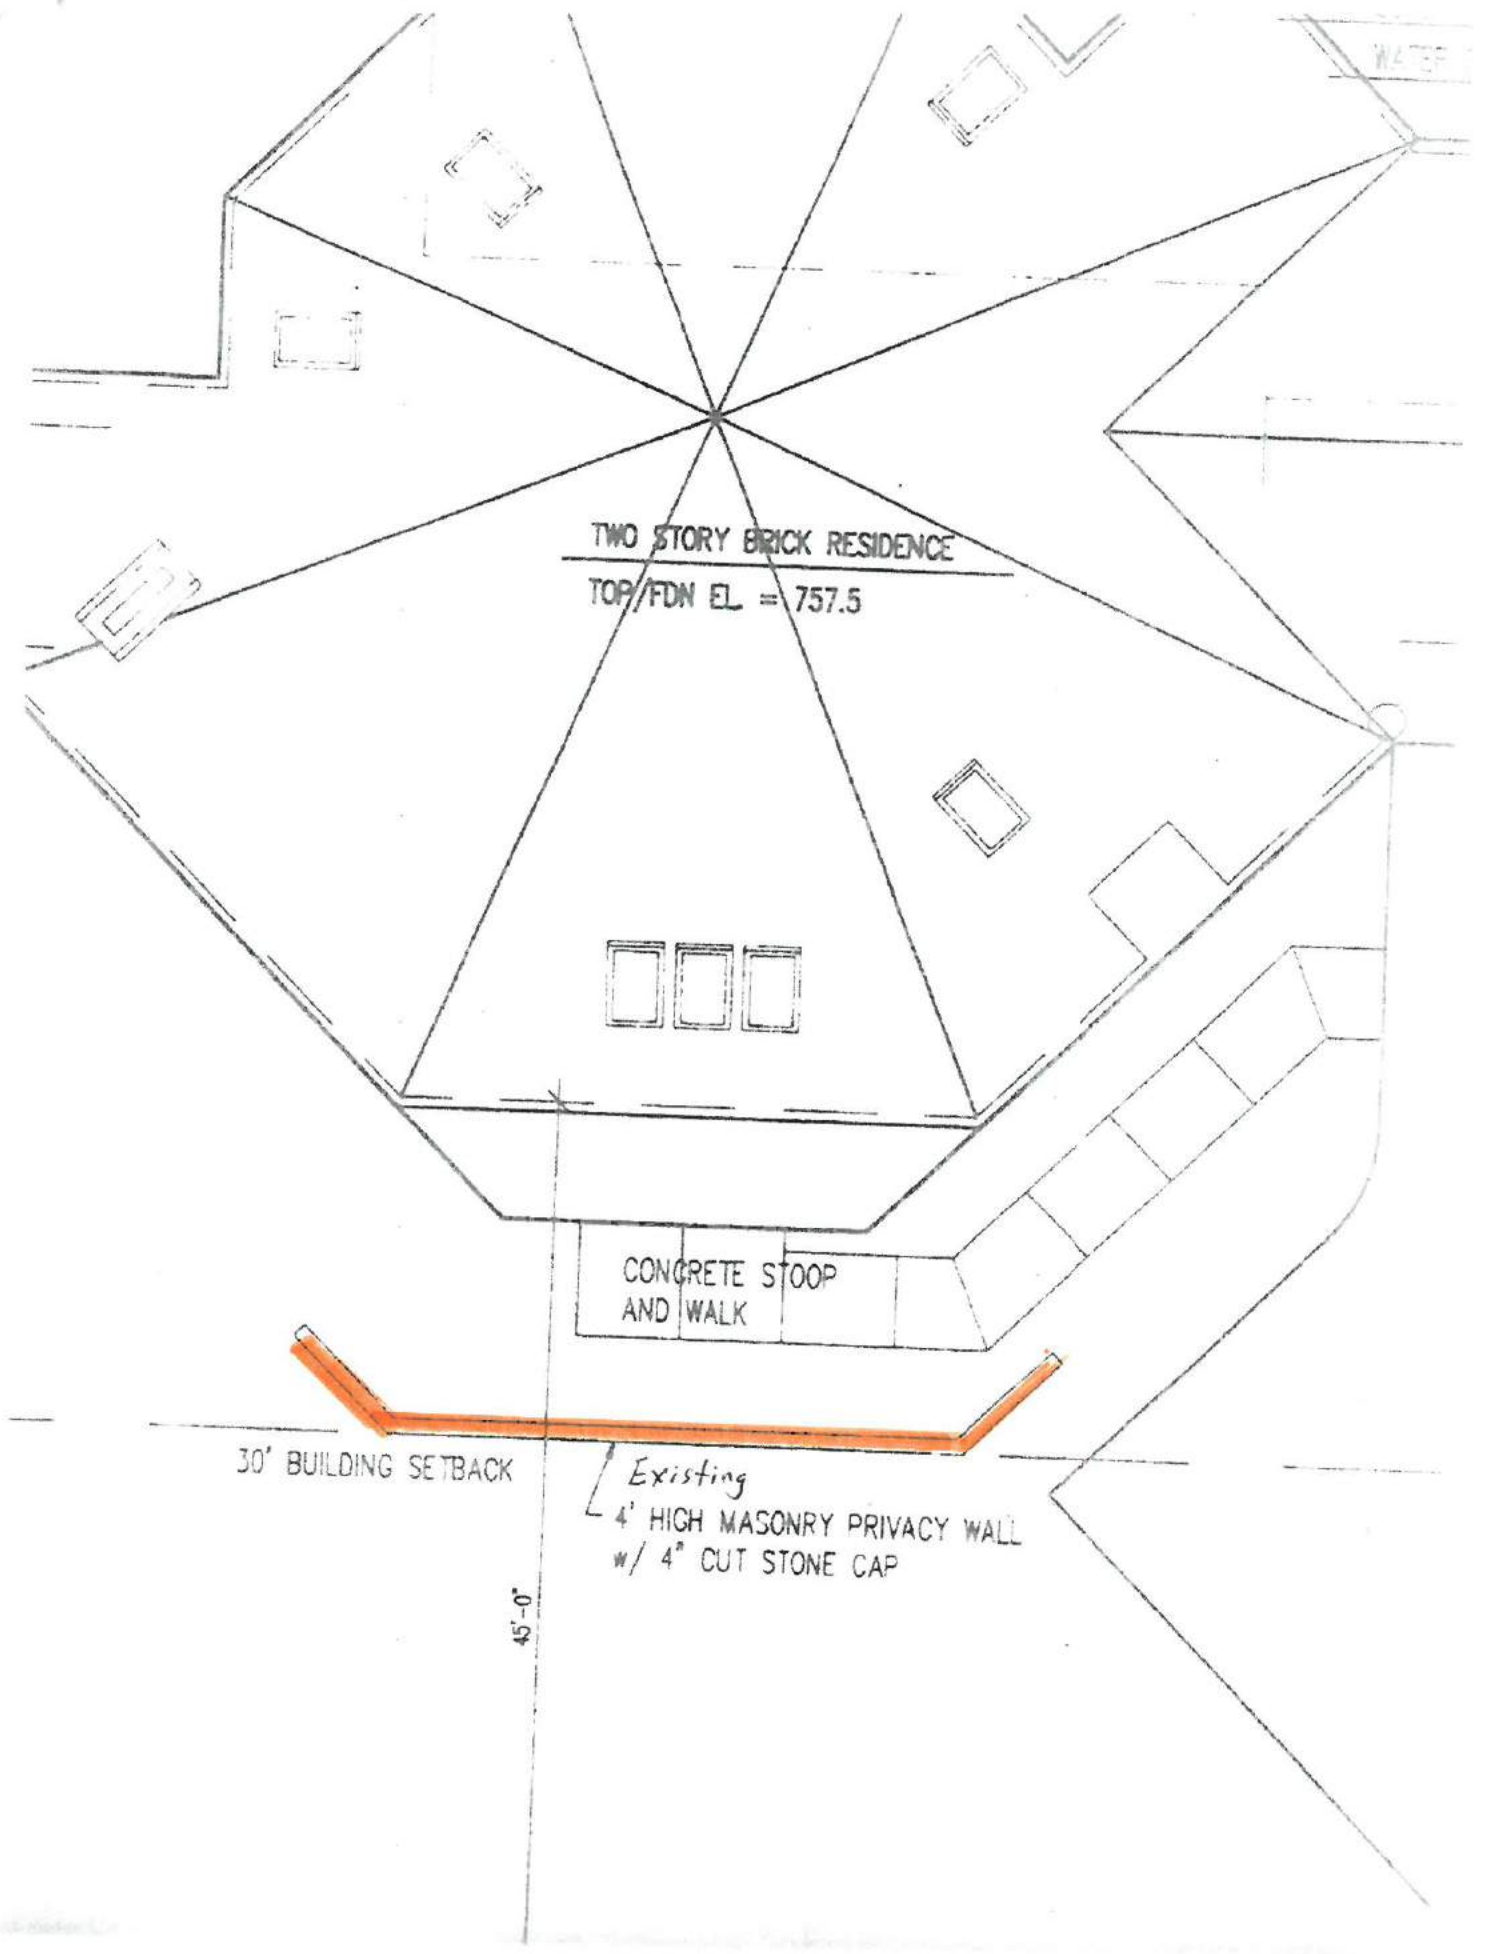 WATER
TWO STORY BRICK RESIDENCE
TOP/FDN EL. = 757.5
CONCRETE STOOP
AND WALK
30' BUILDING SETBACK
Existing
4' HIGH MASONRY PRIVACY WALL
w/ 4" CUT STONE CAP
45'-0"